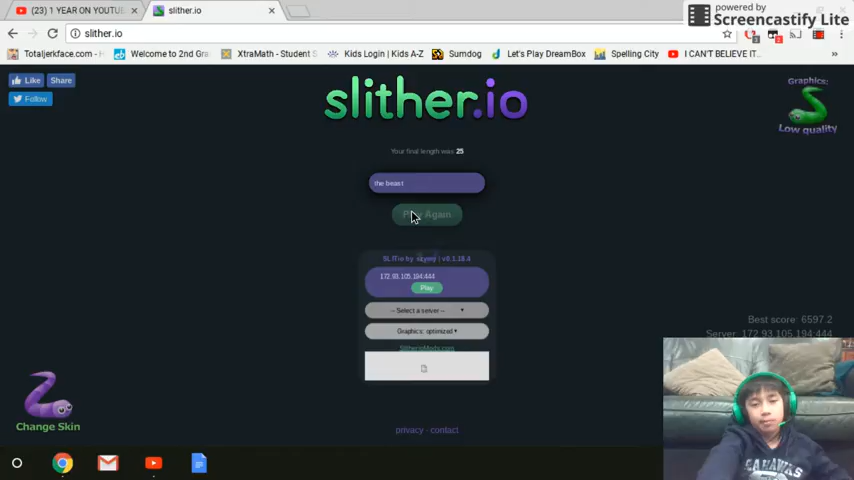 (23) 1 YEAR ON YOUTU
slither.io
powered by
Screencastify Lite
slither.io
Totaljerkface.com -
Welcome to 2nd Gra
XtraMath - Student S
Kids Login | Kids A-Z
Sumdog
Let's Play DreamBox
Spelling City
I CAN'T BELIEVE IT...
Like
Share
Follow
slither.io
Graphics:
Low quality
Your final length was 25
the beast
Play Again
172.93.105.194:444
Play
-- Select a server --
Graphics: optimized
SlitherioMods.com
Best score: 6597.2
Server: 172.93.105.194:444
Change Skin
privacy - contact
SEAHAWKS